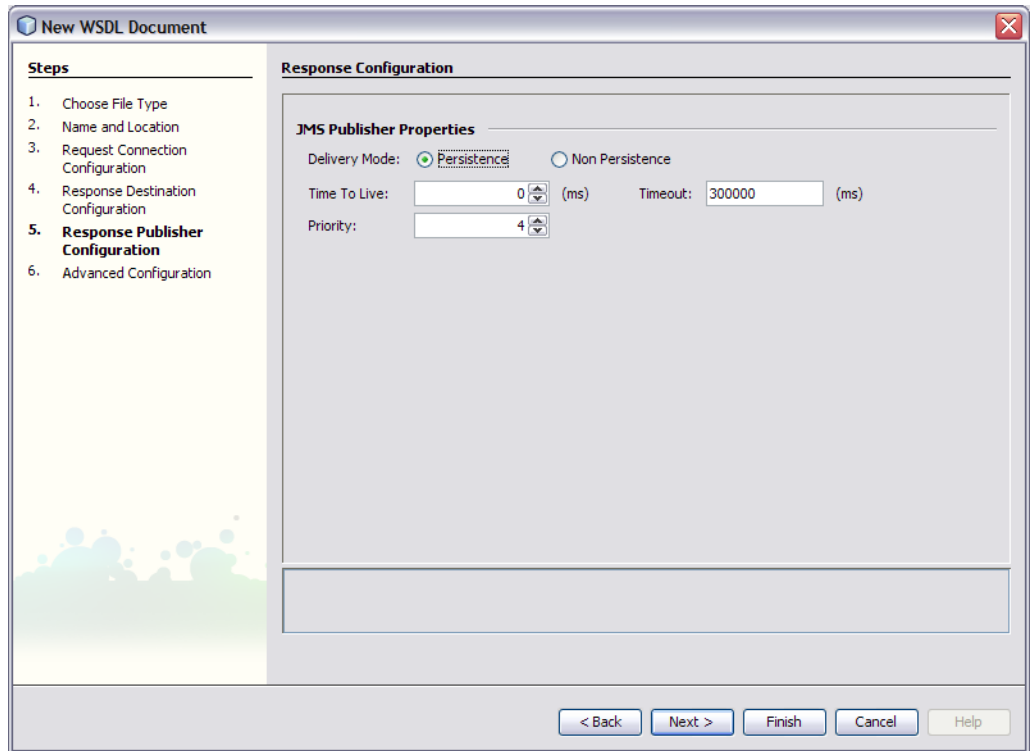 New WSDL Document
Steps
1. Choose File Type
2. Name and Location
3. Request Connection
Configuration
4. Response Destination
Configuration
5. Response Publisher
Configuration
6. Advanced Configuration
Response Configuration
JMS Publisher Properties
Delivery Mode: Persistence Non Persistence
Time To Live: 0 (ms) Timeout: 300000 (ms)
Priority: 4
< Back Next > Finish Cancel Help